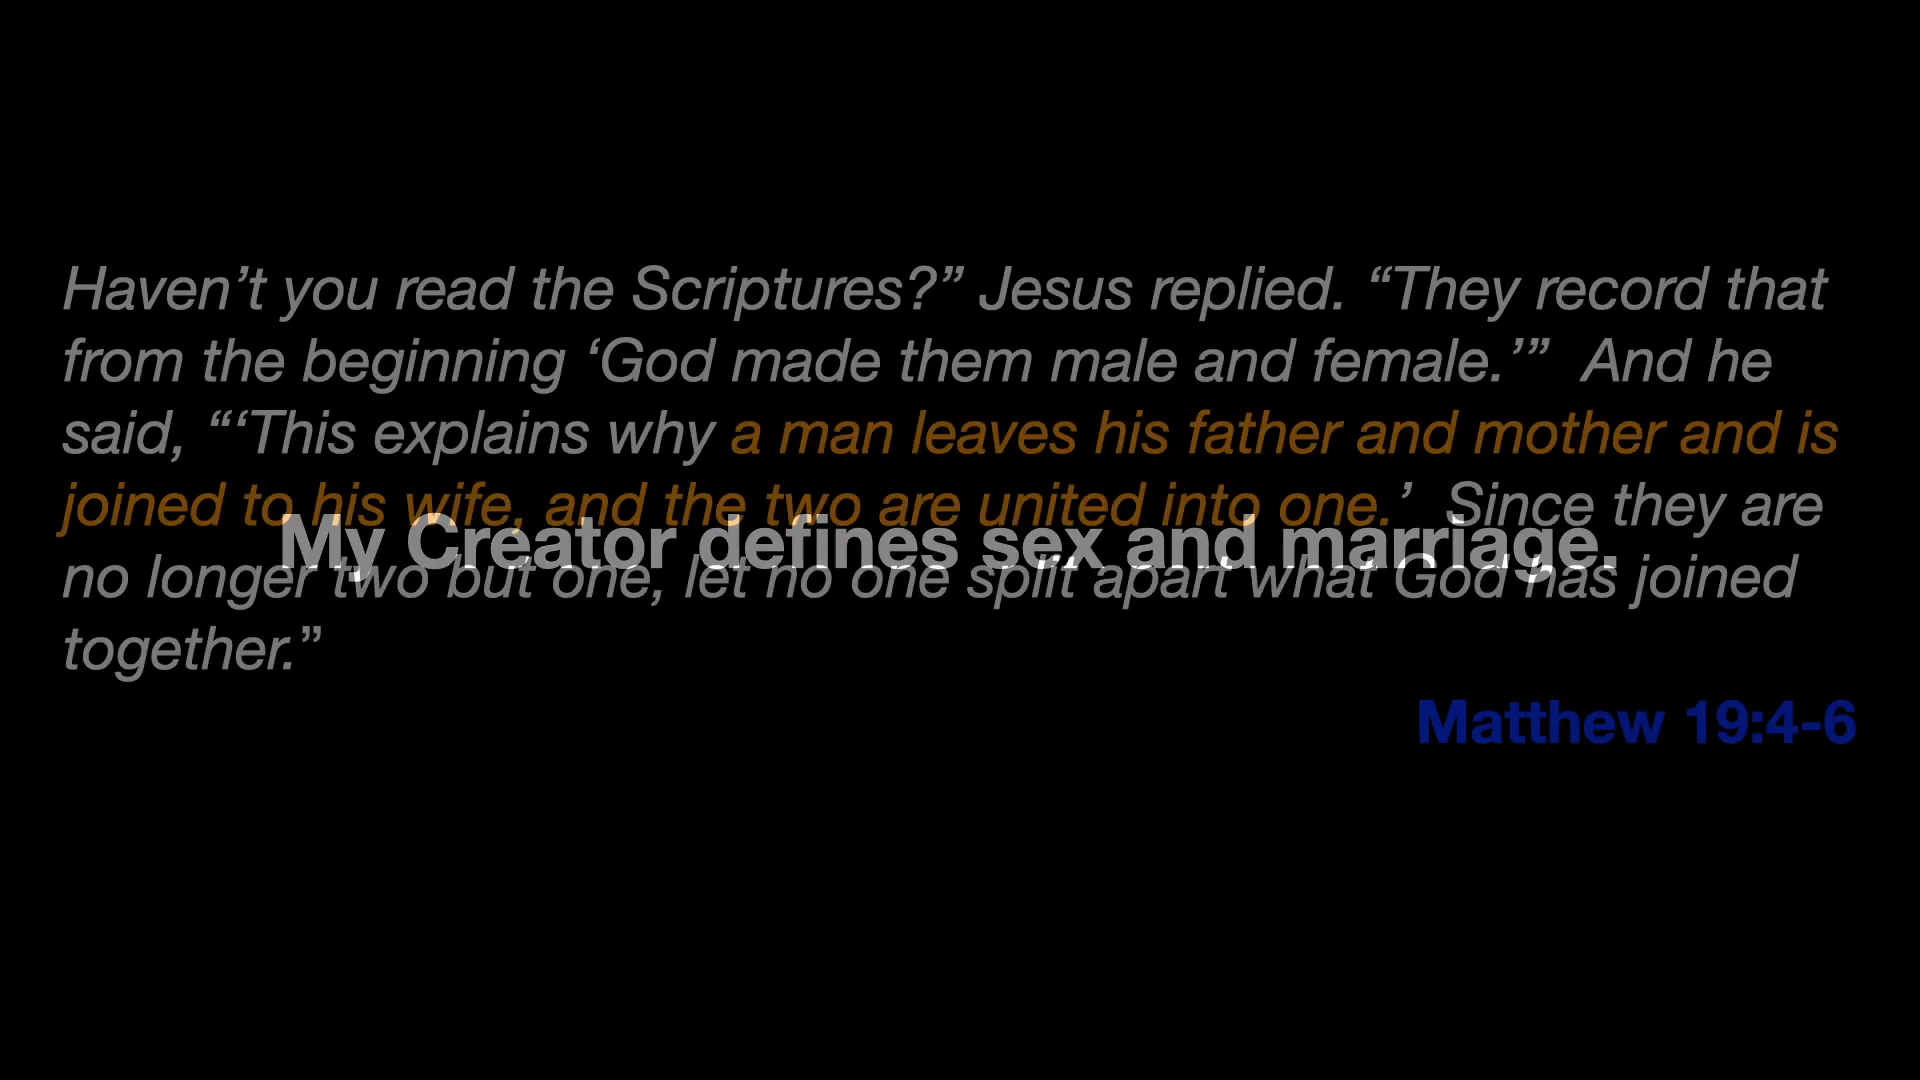 Haven’t you read the Scriptures?” Jesus replied. “They record that
from the beginning ‘God made them male and female.’”  And he
said, “‘This explains why a man leaves his father and mother and is
joined to his wife, and the two are united into one.’  Since they are
My Creator defines sex and marriage.
no longer two but one, let no one split apart what God has joined
together.”
Matthew 19:4-6